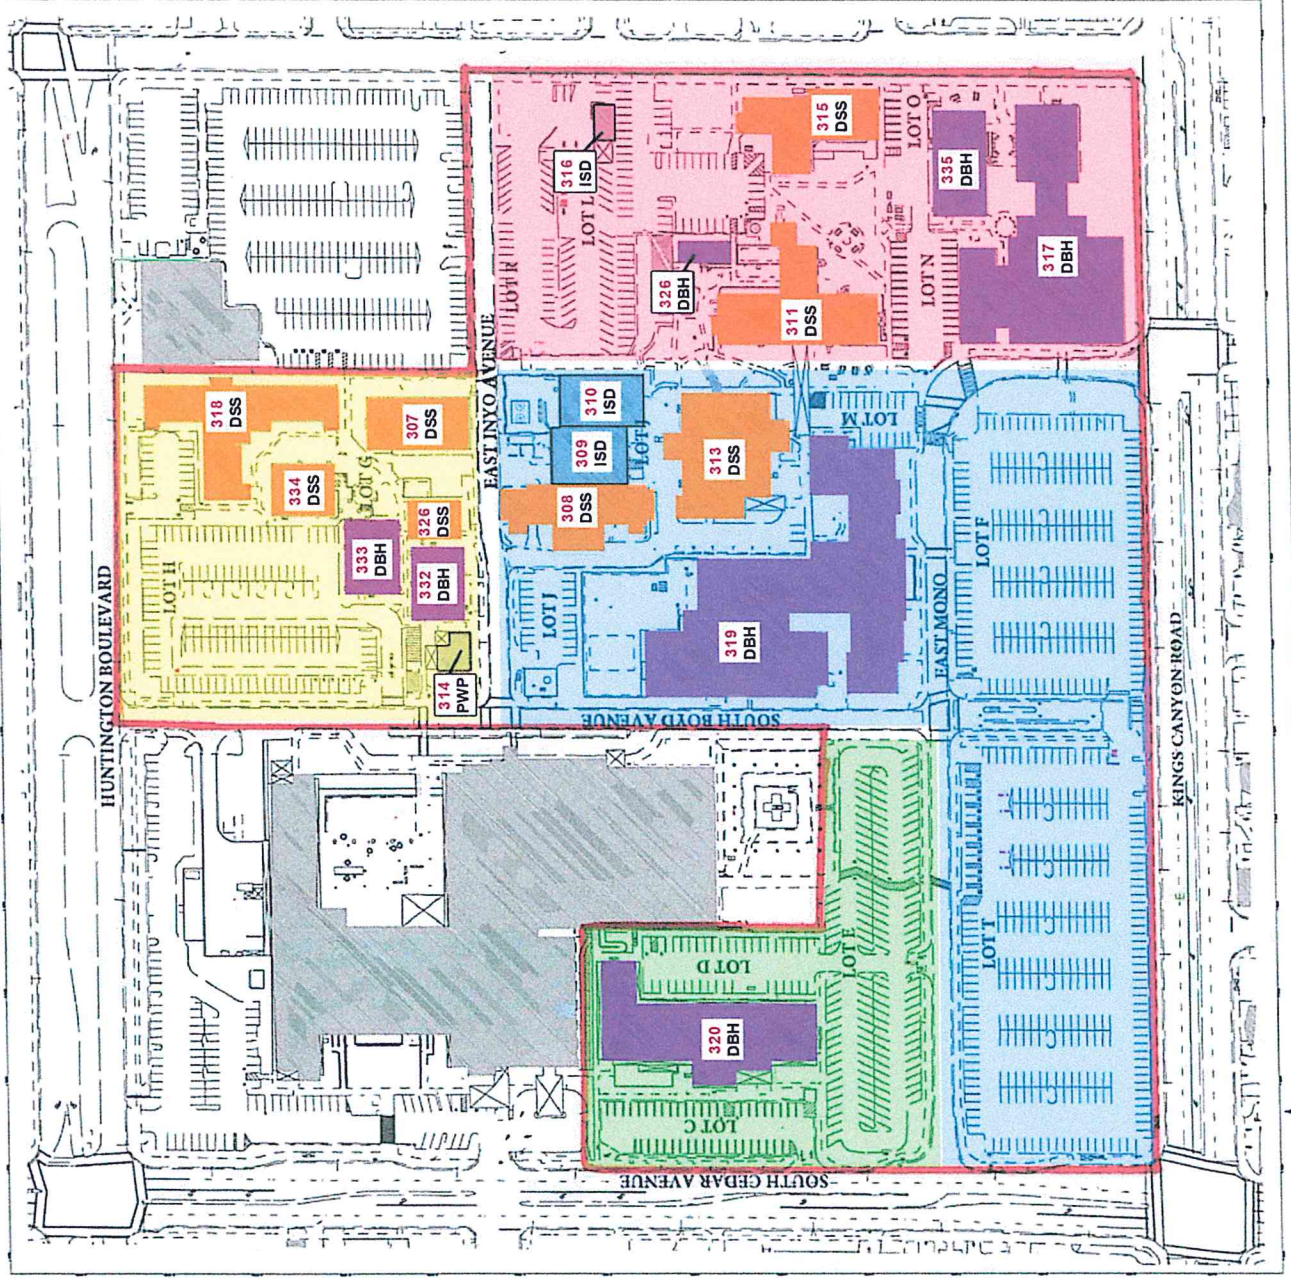 HUNTINGTON BOULEVARD
LOT H
318
DSS
334
DSS
LOT G
333
DBH
307
DSS
326
DSS
332
DBH
314
PWP
EAST INYO AVENUE
LOT K
LOT J
308
DSS
309
ISD
310
ISD
316
ISD
LOT L
LOT
326
DBH
SOUTH CEDAR AVENUE
LOT C
320
DBH
LOT D
SOUTH BOYD AVENUE
319
DBH
313
DSS
311
DSS
315
DSS
LOT E
LOT M
LOT N
LOT O
EAST MONO
335
DBH
LOT T
LOT F
317
DBH
KINGS CANYON ROAD